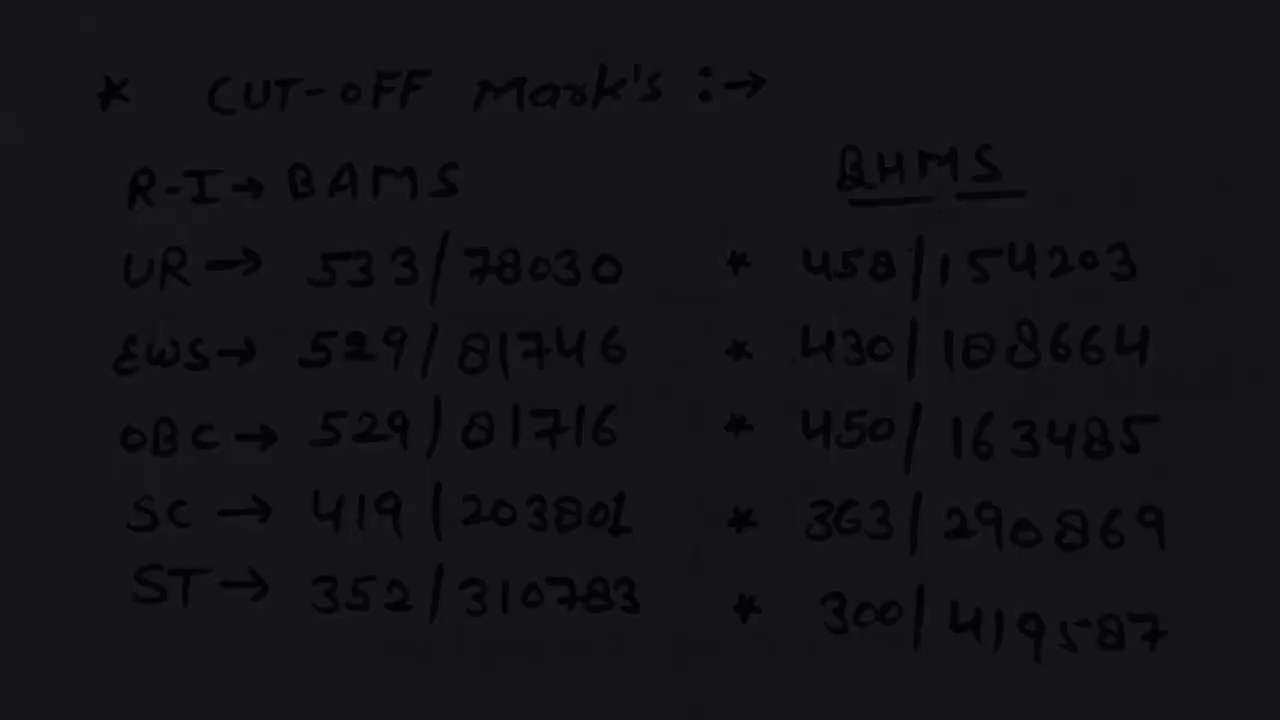 * CUT-OFF Mark's :→
R-I→ BAMS BHMS
UR → 533/78030 * 458/154203
EWS→ 529/81746 * 430/188664
OBC→ 529/81716 * 450/163485
SC → 419/203801 * 363/290869
ST→ 352/310783 * 300/419587